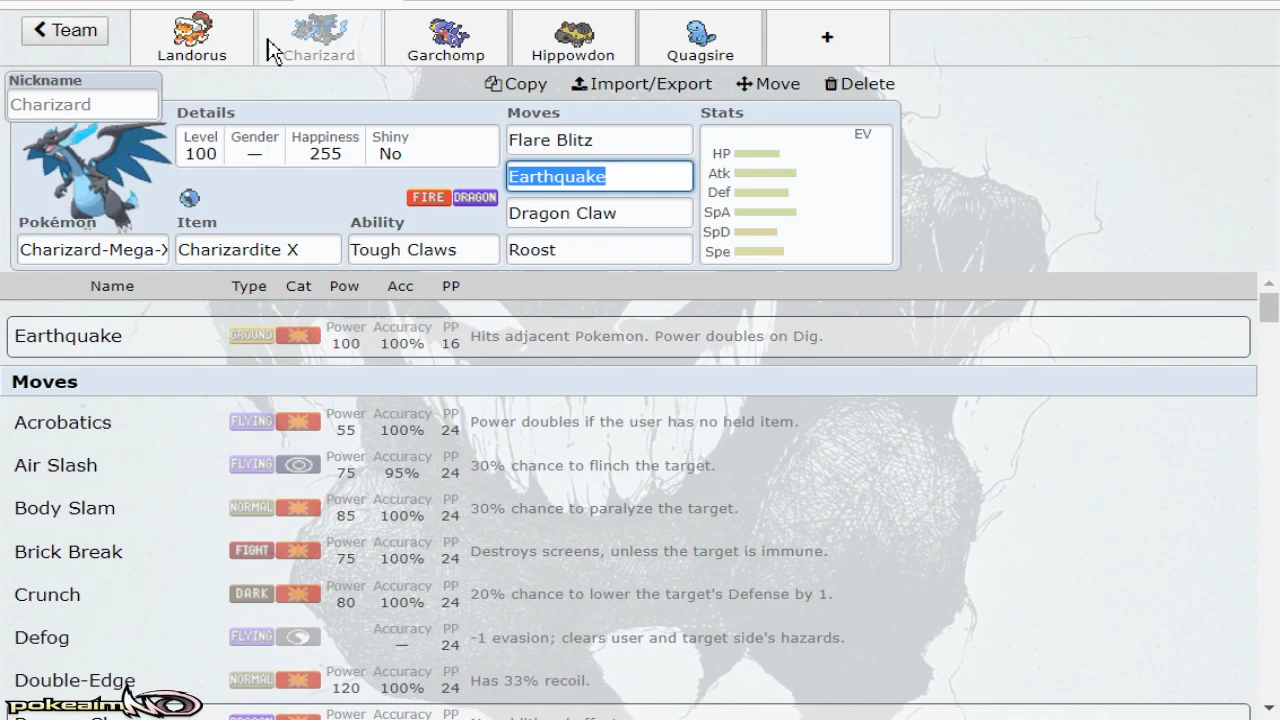 Team
Landorus
Charizard
Garchomp
Hippowdon
Quagsire
+
Nickname
Charizard
Copy
Import/Export
Move
Delete
Details
Moves
Stats
Level
100
Gender
—
Happiness
255
Shiny
No
Flare Blitz
Earthquake
Dragon Claw
Roost
EV
HP
Atk
Def
SpA
SpD
Spe
FIRE DRAGON
Pokémon
Item
Ability
Charizard-Mega-X
Charizardite X
Tough Claws
Name Type Cat Pow Acc PP
Earthquake GROUND Power 100 Accuracy 100% PP 16 Hits adjacent Pokemon. Power doubles on Dig.
Moves
Acrobatics FLYING Power 55 Accuracy 100% PP 24 Power doubles if the user has no held item.
Air Slash FLYING Power 75 Accuracy 95% PP 24 30% chance to flinch the target.
Body Slam NORMAL Power 85 Accuracy 100% PP 24 30% chance to paralyze the target.
Brick Break FIGHT Power 75 Accuracy 100% PP 24 Destroys screens, unless the target is immune.
Crunch DARK Power 80 Accuracy 100% PP 24 20% chance to lower the target's Defense by 1.
Defog FLYING Accuracy — PP 24 -1 evasion; clears user and target side's hazards.
Double-Edge NORMAL Power 120 Accuracy 100% PP 24 Has 33% recoil.
Power Accuracy PP
pokeaimMD